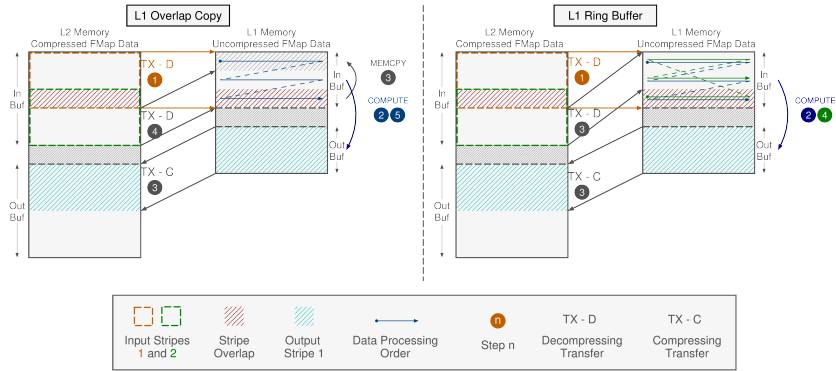 L1 Overlap Copy
L2 Memory
Compressed FMap Data
L1 Memory
Uncompressed FMap Data
In
Buf
Out
Buf
TX - D
1
TX - D
4
TX - C
3
In
Buf
Out
Buf
MEMCPY
3
COMPUTE
2 5
L1 Ring Buffer
L2 Memory
Compressed FMap Data
L1 Memory
Uncompressed FMap Data
In
Buf
Out
Buf
TX - D
1
TX - D
3
TX - C
3
In
Buf
Out
Buf
COMPUTE
2 4
Input Stripes
1 and 2
Stripe
Overlap
Output
Stripe 1
Data Processing
Order
n
Step n
TX - D
Decompressing
Transfer
TX - C
Compressing
Transfer